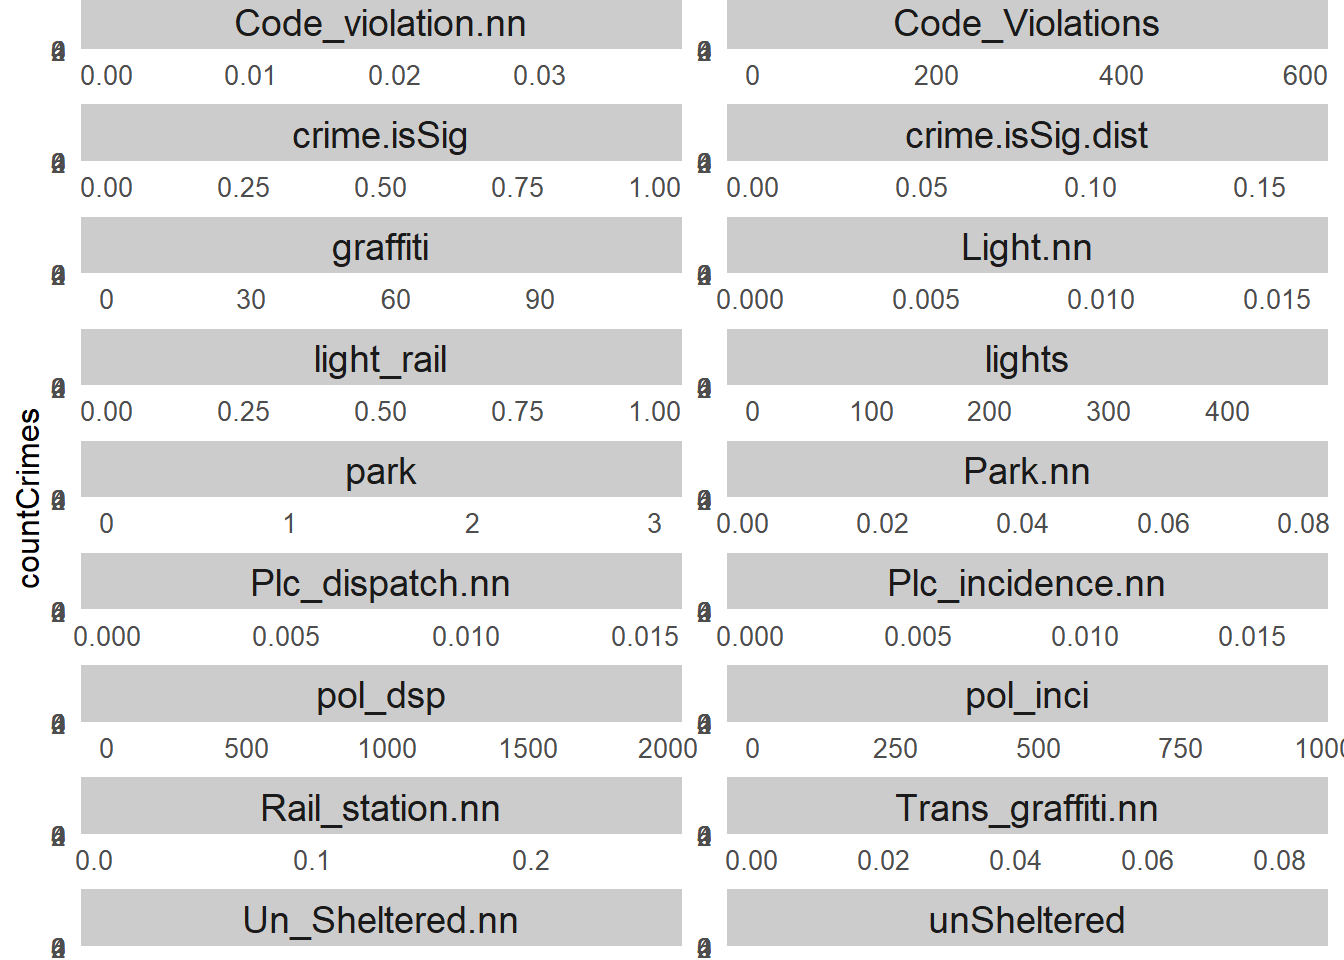 Code_violation.nn Code_Violations
0.00 0.01 0.02 0.03 0 200 400 600
crime.isSig crime.isSig.dist
0.00 0.25 0.50 0.75 1.00 0.00 0.05 0.10 0.15
graffiti Light.nn
0 30 60 90 0.000 0.005 0.010 0.015
light_rail lights
0.00 0.25 0.50 0.75 1.00 0 100 200 300 400
countCrimes
park Park.nn
0 1 2 3 0.00 0.02 0.04 0.06 0.08
Plc_dispatch.nn Plc_incidence.nn
0.000 0.005 0.010 0.015 0.000 0.005 0.010 0.015
pol_dsp pol_inci
0 500 1000 1500 2000 0 250 500 750 1000
Rail_station.nn Trans_graffiti.nn
0.0 0.1 0.2 0.00 0.02 0.04 0.06 0.08
Un_Sheltered.nn unSheltered